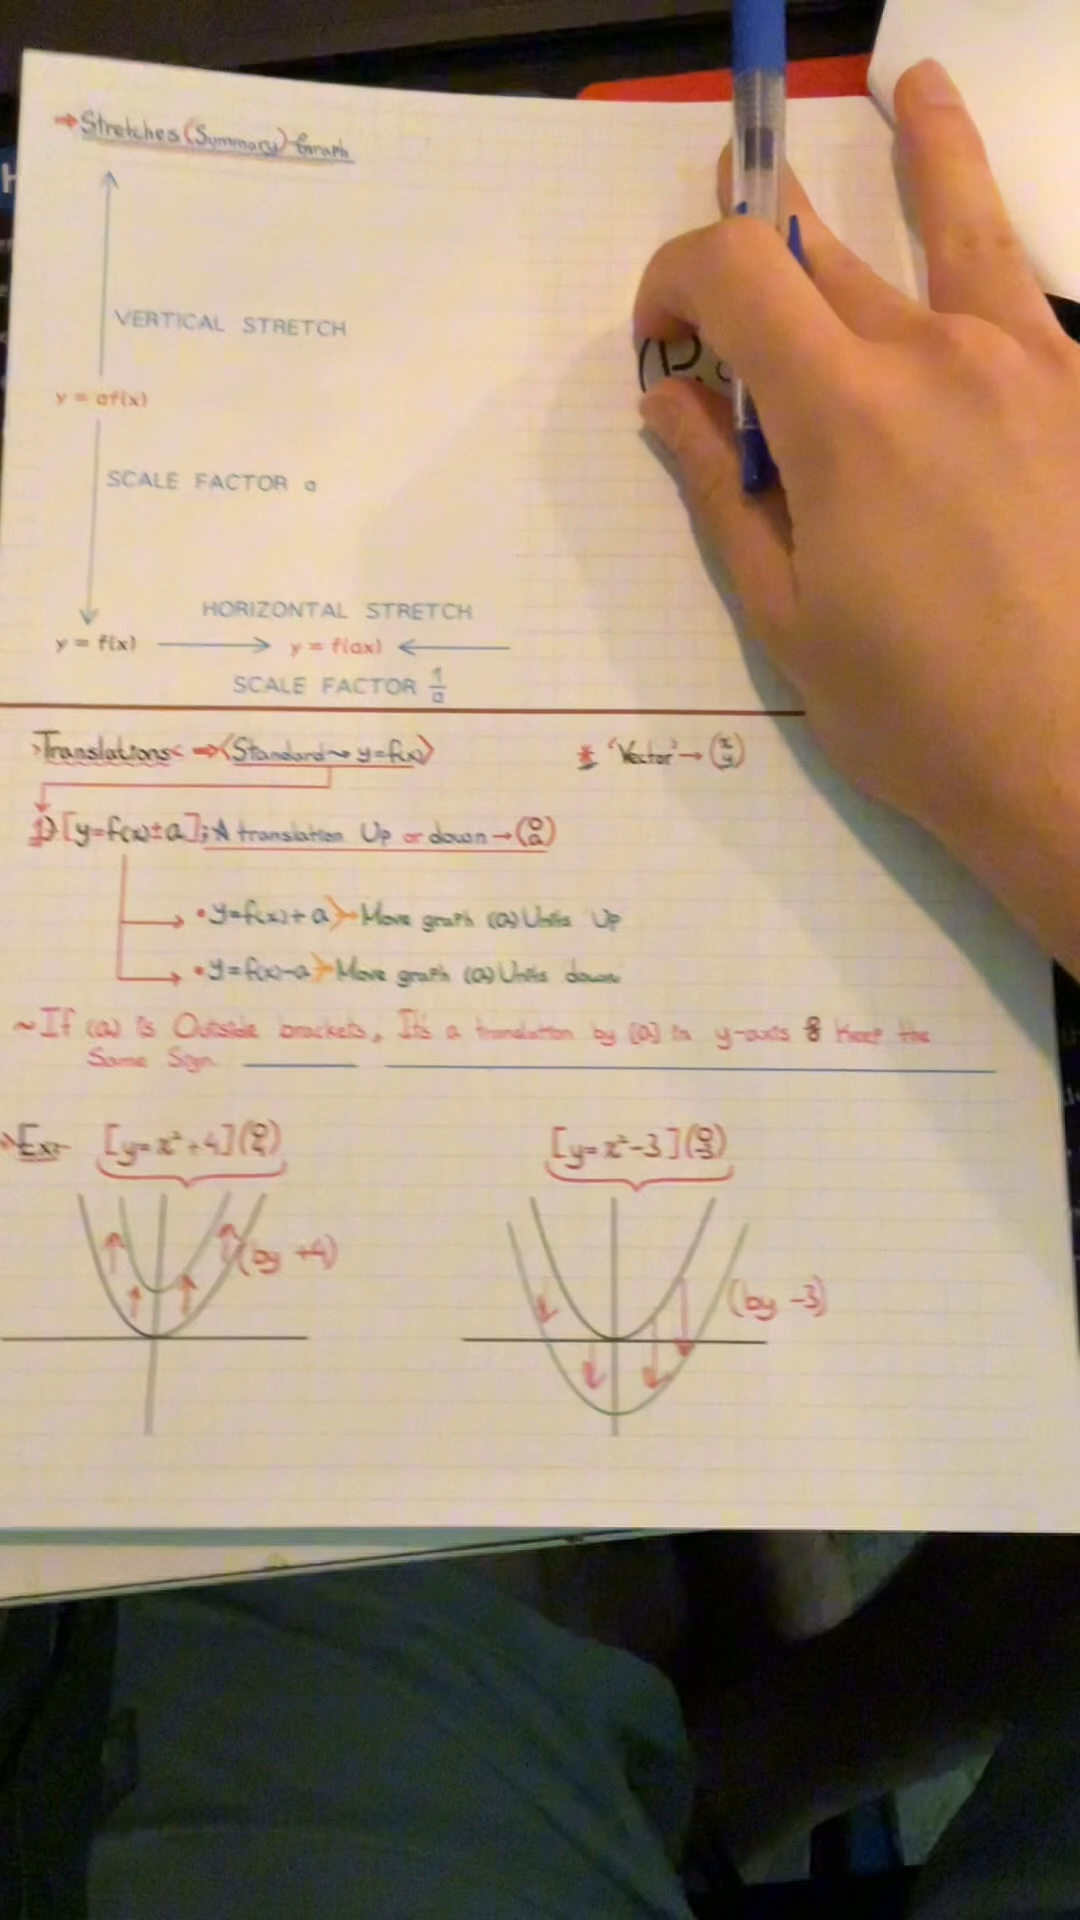 →Stretches (Summary) Graph
VERTICAL STRETCH
y = af(x)
SCALE FACTOR a
HORIZONTAL STRETCH
y = f(x) → y = f(ax) ←
SCALE FACTOR 1/a
>Translations< ⇒ <Standard ~> y=f(x)> * 'Vector' → (x y)
1) [y=f(x)±a]; A translation Up or down → (0 a)
• y=f(x)+a > Move graph (a) Units Up
• y=f(x)-a > Move graph (a) Units down
~ If (a) is Outside brackets, It's a translation by (a) in y-axis & Keep the
Same Sign
Ex:- [y=x²+4] (0 4) [y=x²-3] (0 -3)
(by +4)
(by -3)